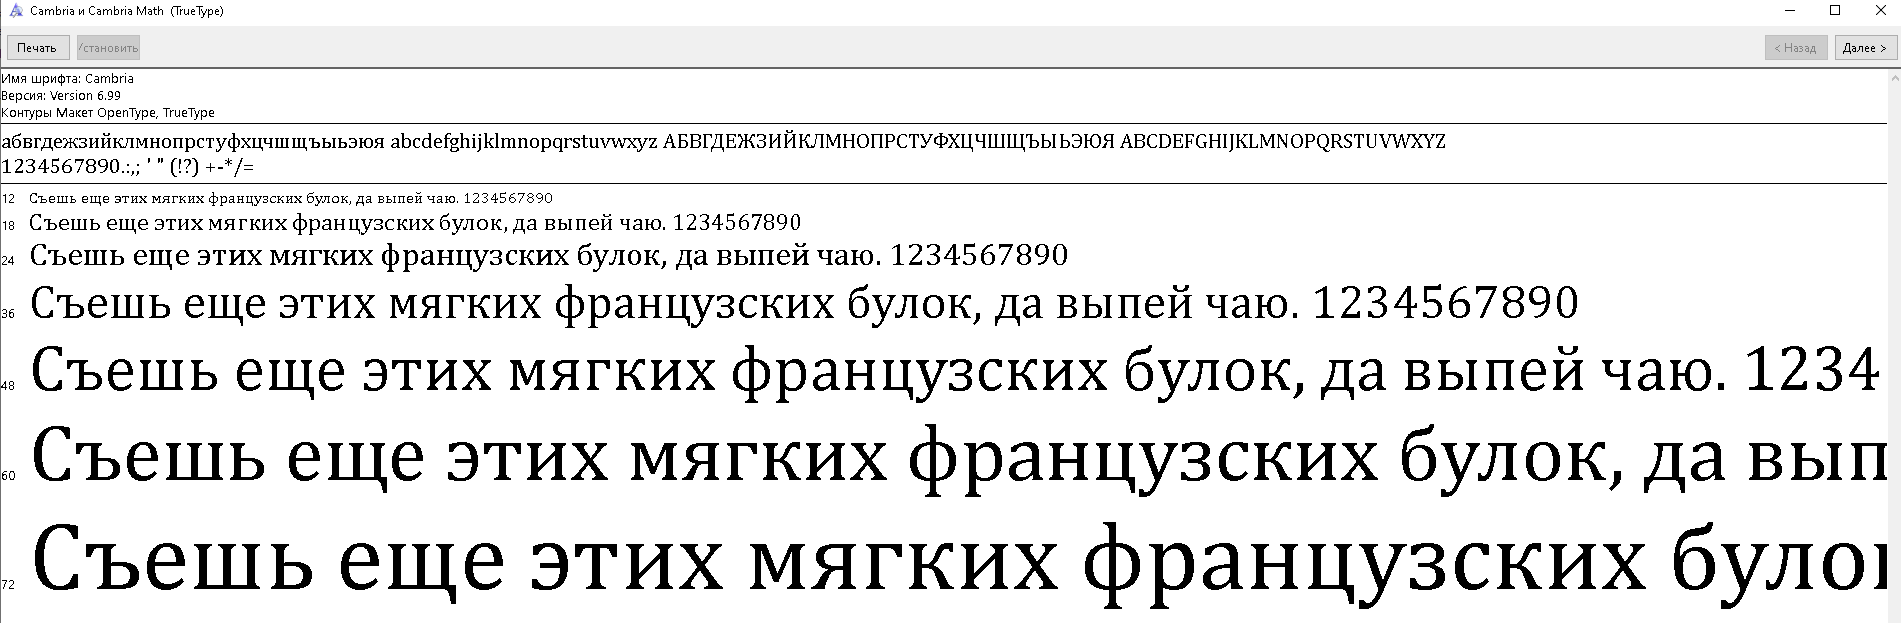 Cambria и Cambria Math (TrueType)
Печать
Установить
< Назад
Далее >
Имя шрифта: Cambria
Версия: Version 6.99
Контуры Макет OpenType, TrueType
абвгдежзийклмнопрстуфхцчшщъыьэюя abcdefghijklmnopqrstuvwxyz АБВГДЕЖЗИЙКЛМНОПРСТУФХЦЧШЩЪЫЬЭЮЯ ABCDEFGHIJKLMNOPQRSTUVWXYZ
1234567890.:,; ' " (!?) +-*/=
12 Съешь еще этих мягких французских булок, да выпей чаю. 1234567890
18 Съешь еще этих мягких французских булок, да выпей чаю. 1234567890
24 Съешь еще этих мягких французских булок, да выпей чаю. 1234567890
36 Съешь еще этих мягких французских булок, да выпей чаю. 1234567890
48 Съешь еще этих мягких французских булок, да выпей чаю. 1234
60 Съешь еще этих мягких французских булок, да вып
72 Съешь еще этих мягких французских було